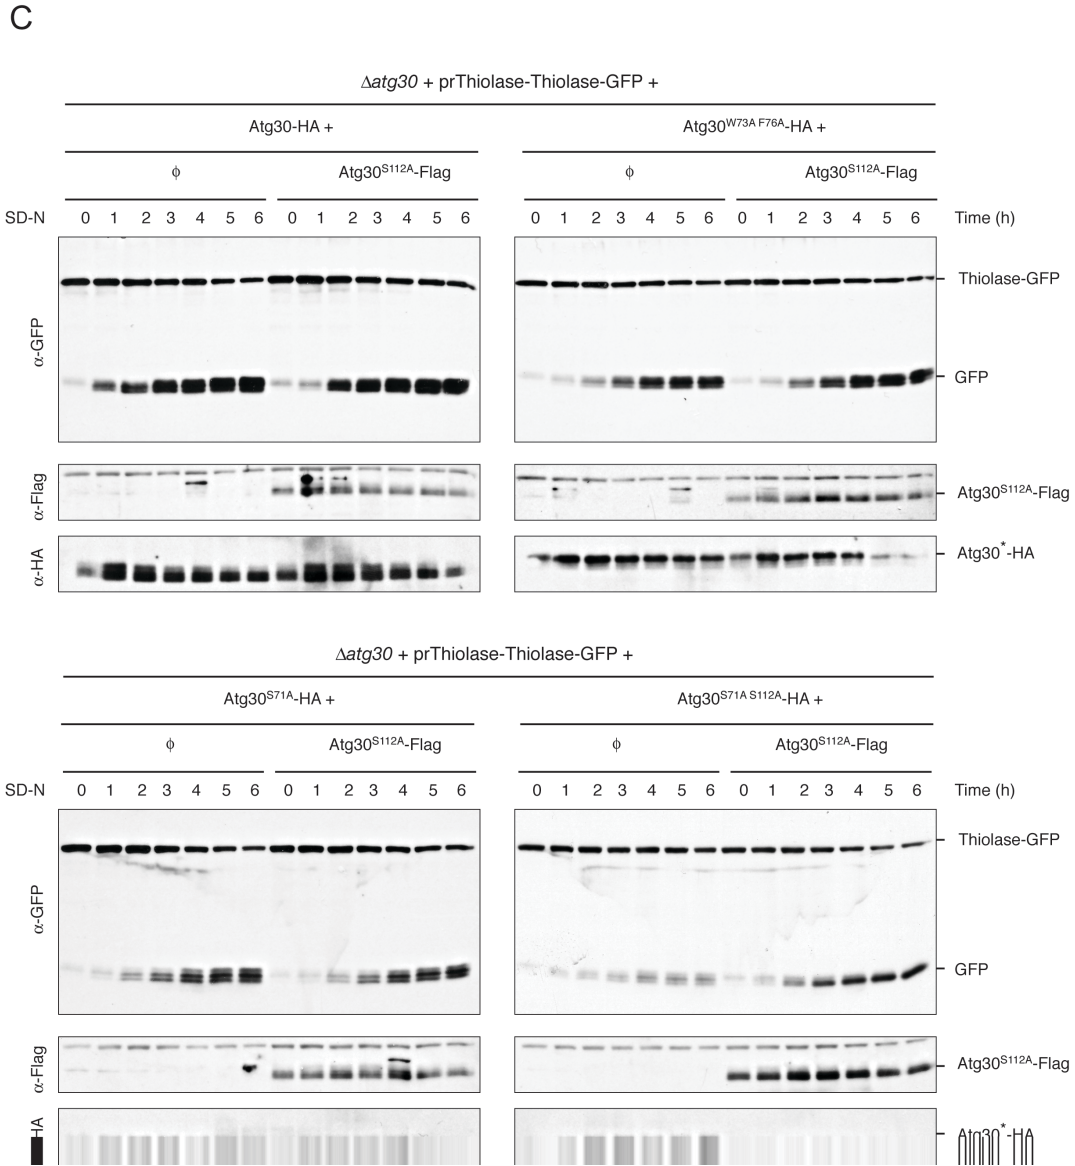 C
Δatg30 + prThiolase-Thiolase-GFP +
Atg30-HA + Atg30W73A F76A-HA +
ϕ Atg30S112A-Flag ϕ Atg30S112A-Flag
SD-N 0 1 2 3 4 5 6 0 1 2 3 4 5 6 0 1 2 3 4 5 6 0 1 2 3 4 5 6 Time (h)
Thiolase-GFP
α-GFP
GFP
α-Flag Atg30S112A-Flag
α-HA Atg30*-HA
Δatg30 + prThiolase-Thiolase-GFP +
Atg30S71A-HA + Atg30S71A S112A-HA +
ϕ Atg30S112A-Flag ϕ Atg30S112A-Flag
SD-N 0 1 2 3 4 5 6 0 1 2 3 4 5 6 0 1 2 3 4 5 6 0 1 2 3 4 5 6 Time (h)
Thiolase-GFP
α-GFP
GFP
α-Flag Atg30S112A-Flag
HA Atg30*-HA